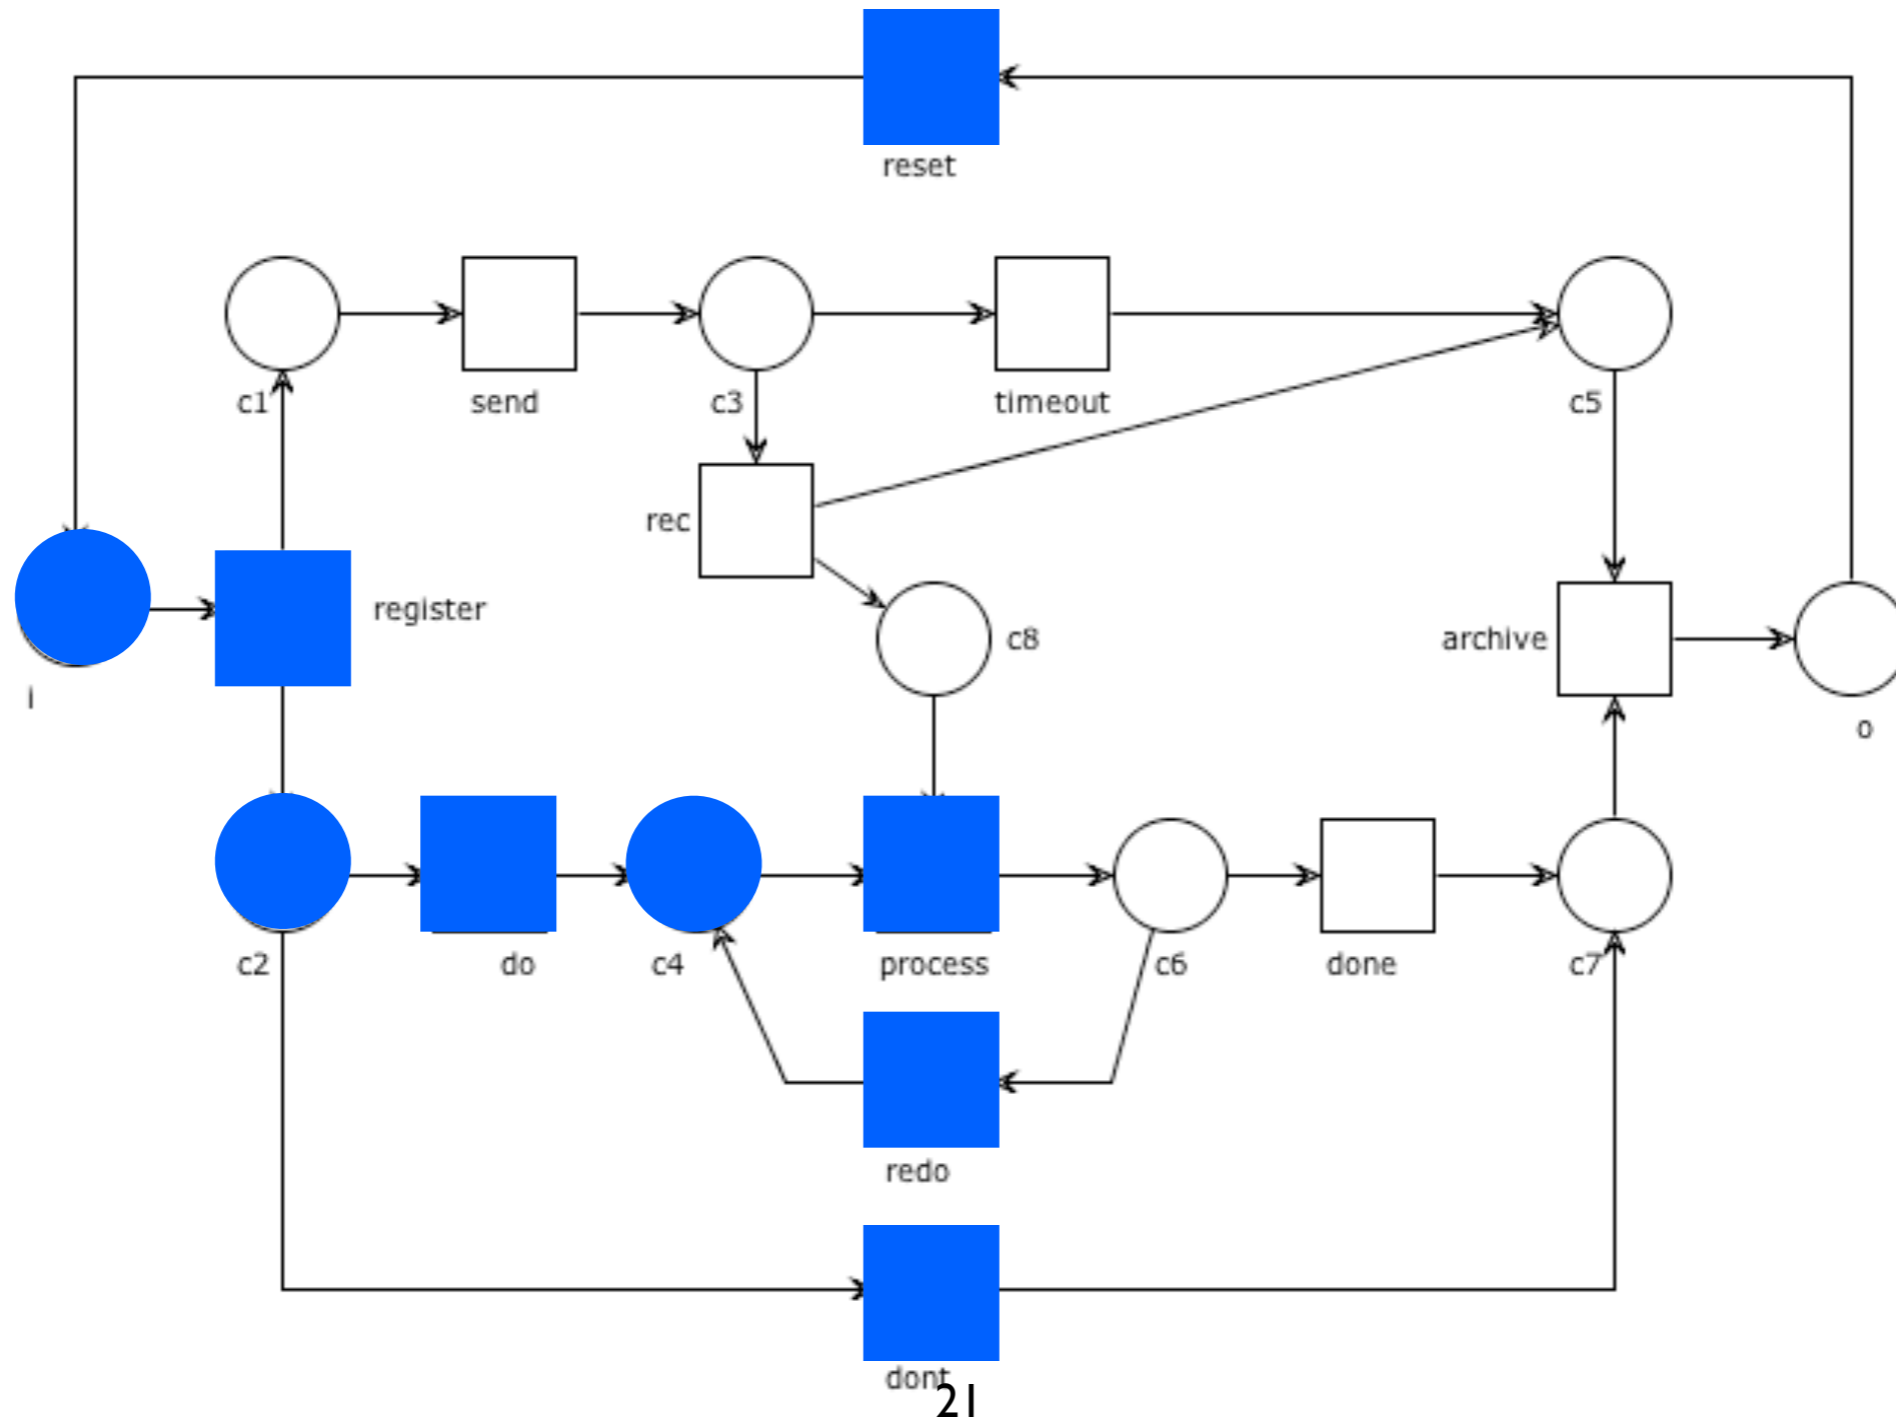 reset
c1
send
c3
timeout
c5
rec
register
c8
archive
i
o
c2
do
c4
process
c6
done
c7
redo
dont
21